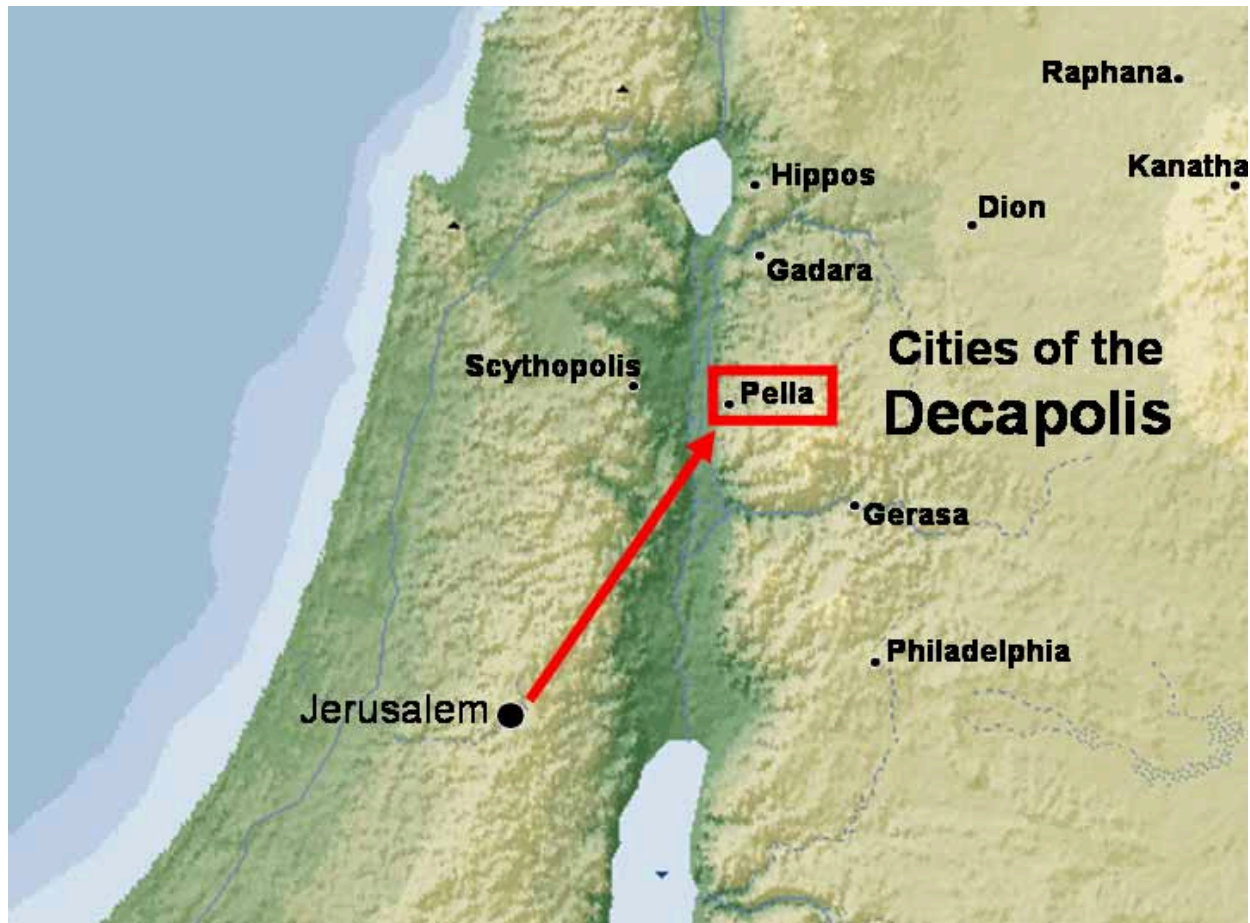 Raphana
Kanatha
Hippos
Dion
Gadara
Cities of the
Decapolis
Scythopolis
Pella
Gerasa
Philadelphia
Jerusalem